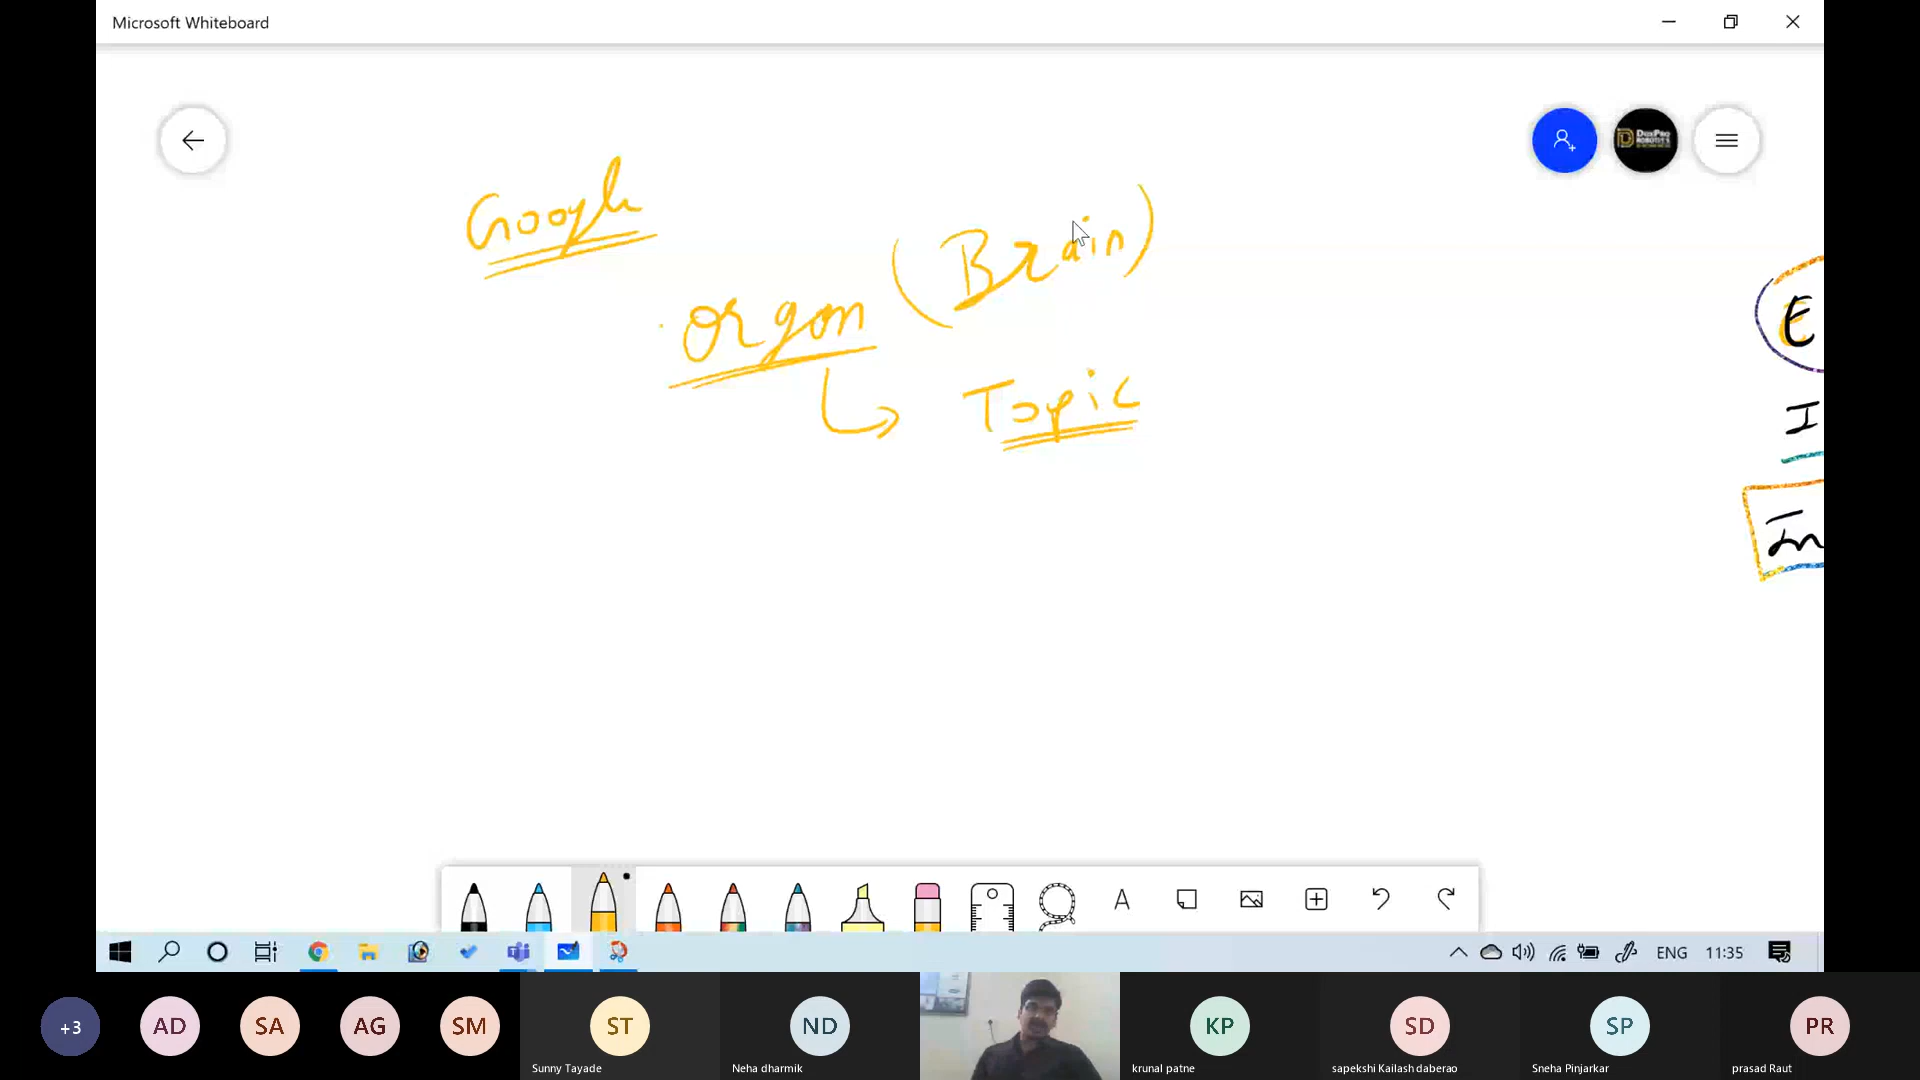 Microsoft Whiteboard
Google
(Brain)
organ
Topic
E
I
In
A
ENG 11:35
+3 AD SA AG SM ST ND KP SD SP PR
Sunny Tayade Neha dharmik krunal patne sapekshi Kailash daberao Sneha Pinjarkar prasad Raut